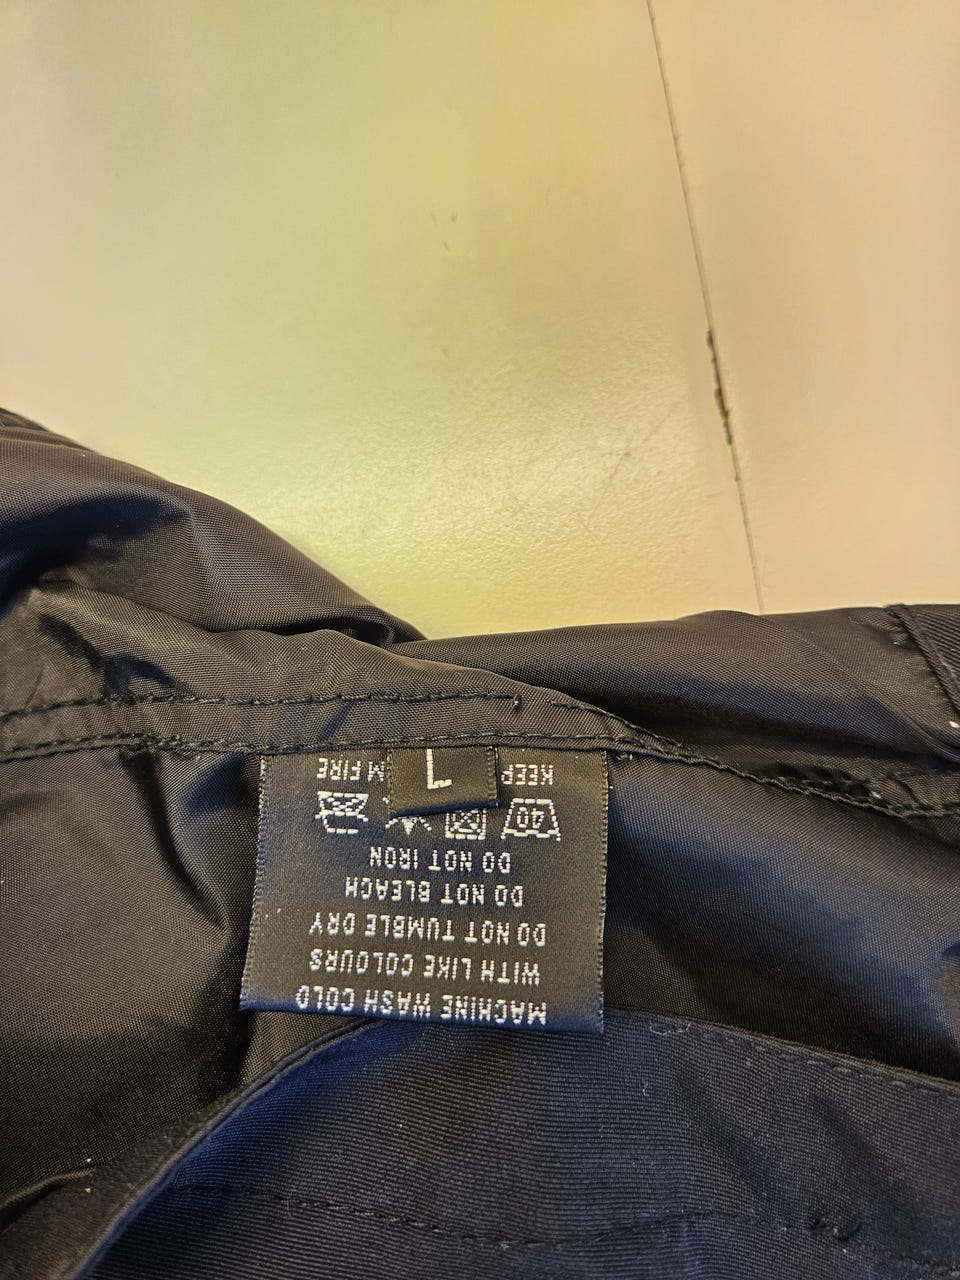 MACHINE WASH COLD
WITH LIKE COLOURS
DO NOT TUMBLE DRY
DO NOT BLEACH
DO NOT IRON
40
KEEP L M FIRE